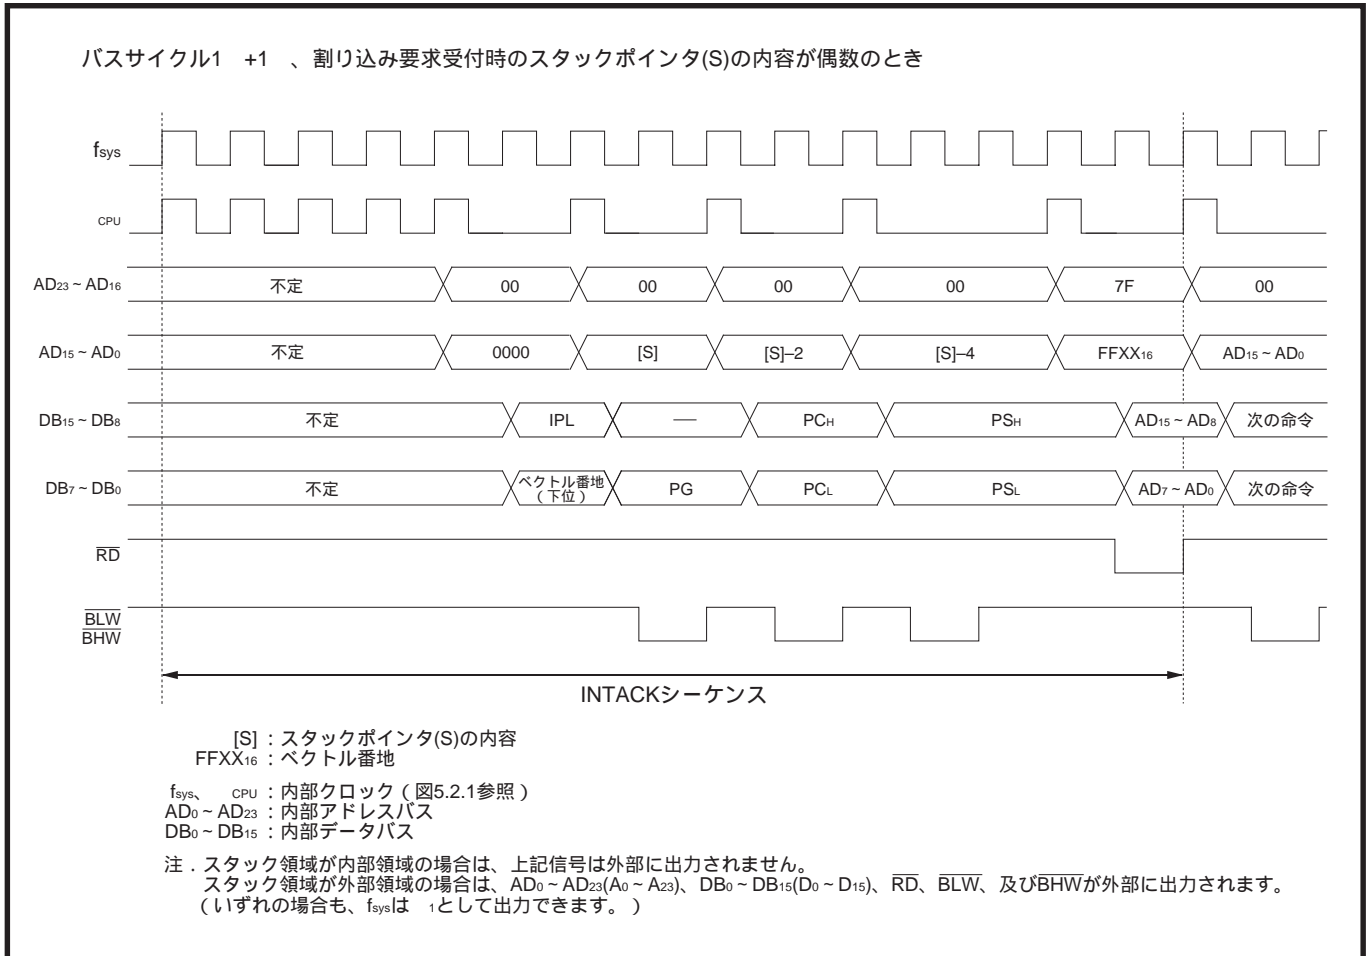 バスサイクル1 +1 、割り込み要求受付時のスタックポインタ(S)の内容が偶数のとき
fsys
CPU
AD23 ~ AD16 不定 00 00 00 00 7F 00
AD15 ~ AD0 不定 0000 [S] [S]–2 [S]–4 FFXX16 AD15 ~ AD0
DB15 ~ DB8 不定 IPL — PCH PSH AD15 ~ AD8 次の命令
DB7 ~ DB0 不定 ベクトル番地 PG PCL PSL AD7 ~ AD0 次の命令
(下位)
RD
BLW
BHW
INTACKシーケンス
[S] : スタックポインタ(S)の内容
FFXX16 : ベクトル番地
fsys、 CPU : 内部クロック(図5.2.1参照)
AD0 ~ AD23 : 内部アドレスバス
DB0 ~ DB15 : 内部データバス
注.スタック領域が内部領域の場合は、上記信号は外部に出力されません。
スタック領域が外部領域の場合は、AD0 ~ AD23(A0 ~ A23)、DB0 ~ DB15(D0 ~ D15)、RD、BLW、及びBHWが外部に出力されます。
(いずれの場合も、fsysは 1として出力できます。)